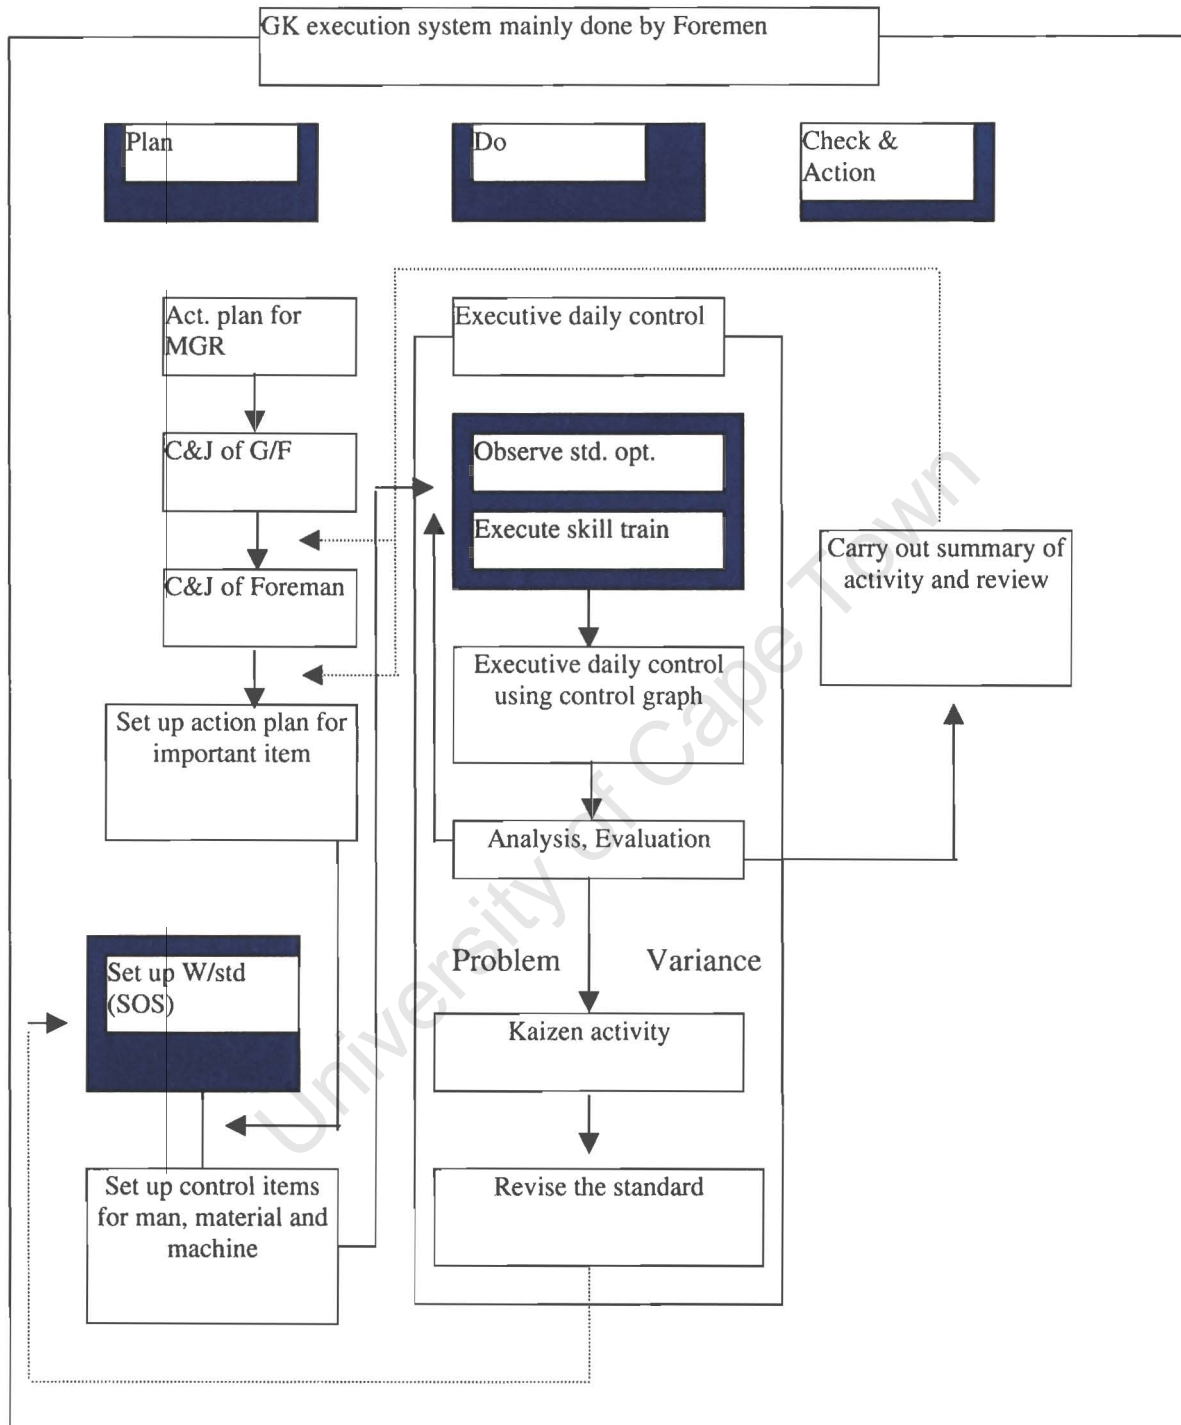 GK execution system mainly done by Foremen
Plan
Do
Check &
Action
Act. plan for
MGR
C&J of G/F
C&J of Foreman
Set up action plan for
important item
Set up W/std
(SOS)
Set up control items
for man, material and
machine
Executive daily control
Observe std. opt.
Execute skill train
Executive daily control
using control graph
Analysis, Evaluation
Problem Variance
Kaizen activity
Revise the standard
Carry out summary of
activity and review
University of Cape Town